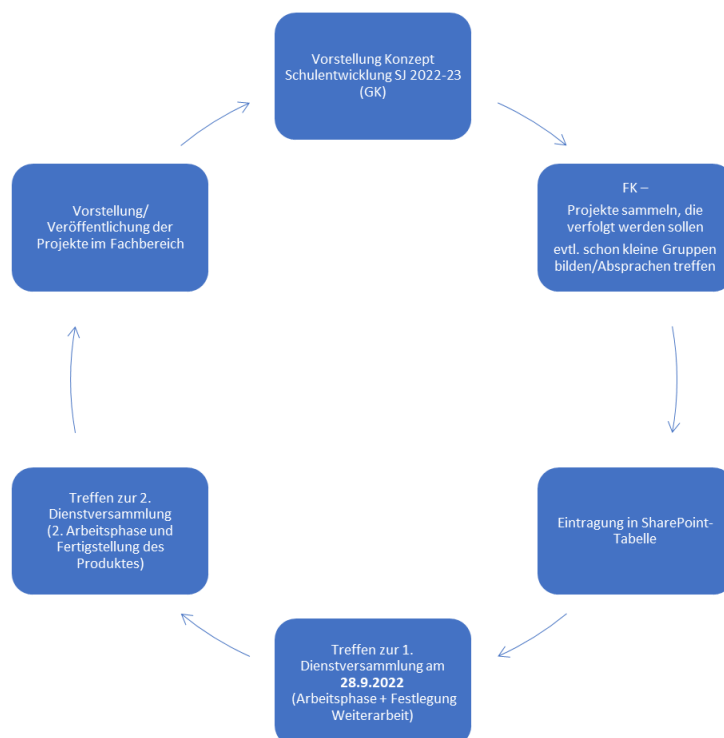 Vorstellung Konzept
Schulentwicklung SJ 2022-23
(GK)
FK –
Projekte sammeln, die
verfolgt werden sollen
evtl. schon kleine Gruppen
bilden/Absprachen treffen
Eintragung in SharePoint-
Tabelle
Treffen zur 1.
Dienstversammlung am
28.9.2022
(Arbeitsphase + Festlegung
Weiterarbeit)
Treffen zur 2.
Dienstversammlung
(2. Arbeitsphase und
Fertigstellung des
Produktes)
Vorstellung/
Veröffentlichung der
Projekte im Fachbereich